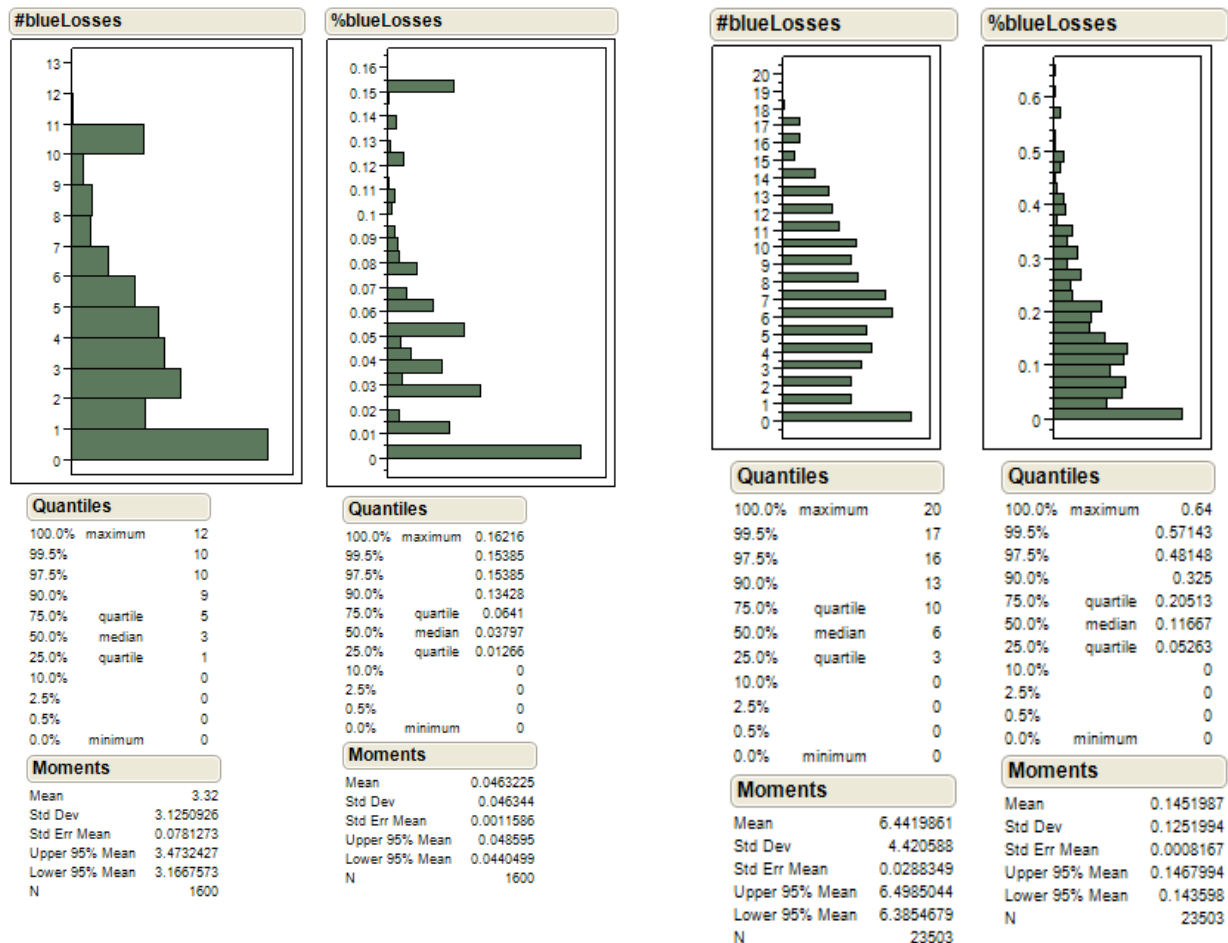 #blueLosses
13
12
11
10
9
8
7
6
5
4
3
2
1
0
Quantiles
100.0% maximum 12
99.5% 10
97.5% 10
90.0% 9
75.0% quartile 5
50.0% median 3
25.0% quartile 1
10.0% 0
2.5% 0
0.5% 0
0.0% minimum 0
Moments
Mean 3.32
Std Dev 3.1250926
Std Err Mean 0.0781273
Upper 95% Mean 3.4732427
Lower 95% Mean 3.1667573
N 1600
%blueLosses
0.16
0.15
0.14
0.13
0.12
0.11
0.1
0.09
0.08
0.07
0.06
0.05
0.04
0.03
0.02
0.01
0
Quantiles
100.0% maximum 0.16216
99.5% 0.15385
97.5% 0.15385
90.0% 0.13428
75.0% quartile 0.0641
50.0% median 0.03797
25.0% quartile 0.01266
10.0% 0
2.5% 0
0.5% 0
0.0% minimum 0
Moments
Mean 0.0463225
Std Dev 0.046344
Std Err Mean 0.0011586
Upper 95% Mean 0.048595
Lower 95% Mean 0.0440499
N 1600
#blueLosses
20
19
18
17
16
15
14
13
12
11
10
9
8
7
6
5
4
3
2
1
0
Quantiles
100.0% maximum 20
99.5% 17
97.5% 16
90.0% 13
75.0% quartile 10
50.0% median 6
25.0% quartile 3
10.0% 0
2.5% 0
0.5% 0
0.0% minimum 0
Moments
Mean 6.4419861
Std Dev 4.420588
Std Err Mean 0.0288349
Upper 95% Mean 6.4985044
Lower 95% Mean 6.3854679
N 23503
%blueLosses
0.6
0.5
0.4
0.3
0.2
0.1
0
Quantiles
100.0% maximum 0.64
99.5% 0.57143
97.5% 0.48148
90.0% 0.325
75.0% quartile 0.20513
50.0% median 0.11667
25.0% quartile 0.05263
10.0% 0
2.5% 0
0.5% 0
0.0% minimum 0
Moments
Mean 0.1451987
Std Dev 0.1251994
Std Err Mean 0.0008167
Upper 95% Mean 0.1467994
Lower 95% Mean 0.143598
N 23503